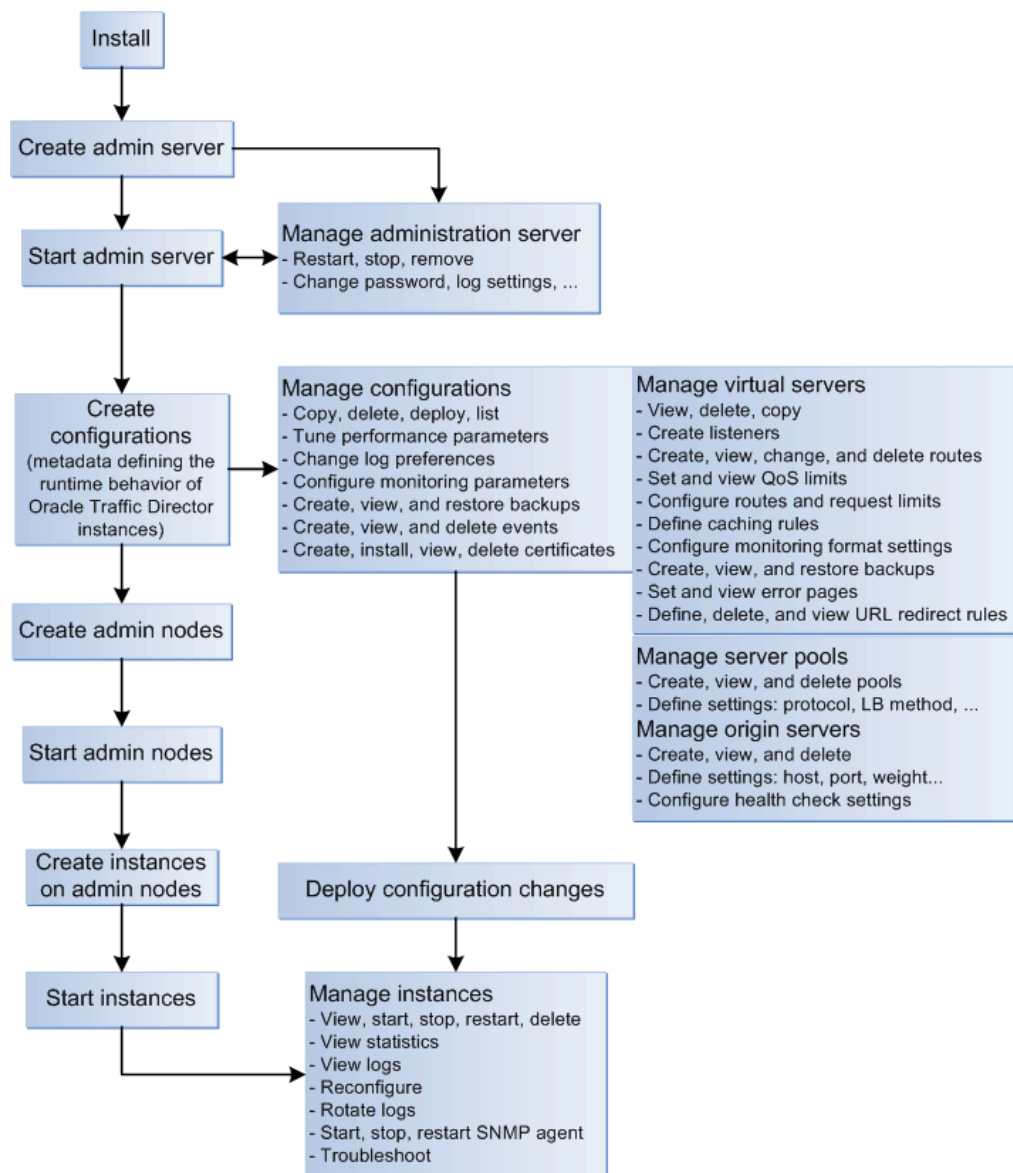 Install
Create admin server
Start admin server
Manage administration server
- Restart, stop, remove
- Change password, log settings, ...
Create
configurations
(metadata defining the
runtime behavior of
Oracle Traffic Director
instances)
Manage configurations
- Copy, delete, deploy, list
- Tune performance parameters
- Change log preferences
- Configure monitoring parameters
- Create, view, and restore backups
- Create, view, and delete events
- Create, install, view, delete certificates
Manage virtual servers
- View, delete, copy
- Create listeners
- Create, view, change, and delete routes
- Set and view QoS limits
- Configure routes and request limits
- Define caching rules
- Configure monitoring format settings
- Create, view, and restore backups
- Set and view error pages
- Define, delete, and view URL redirect rules
Manage server pools
- Create, view, and delete pools
- Define settings: protocol, LB method, ...
Manage origin servers
- Create, view, and delete
- Define settings: host, port, weight...
- Configure health check settings
Create admin nodes
Start admin nodes
Create instances
on admin nodes
Deploy configuration changes
Start instances
Manage instances
- View, start, stop, restart, delete
- View statistics
- View logs
- Reconfigure
- Rotate logs
- Start, stop, restart SNMP agent
- Troubleshoot